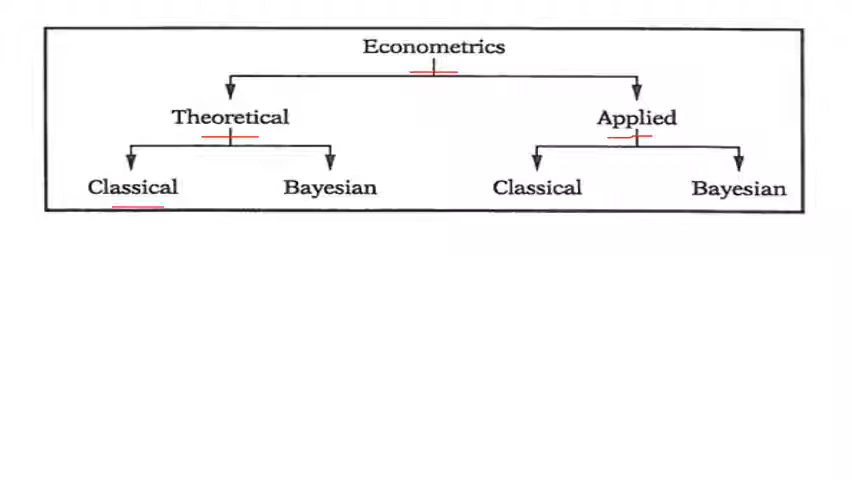 Econometrics
Theoretical Applied
Classical Bayesian Classical Bayesian